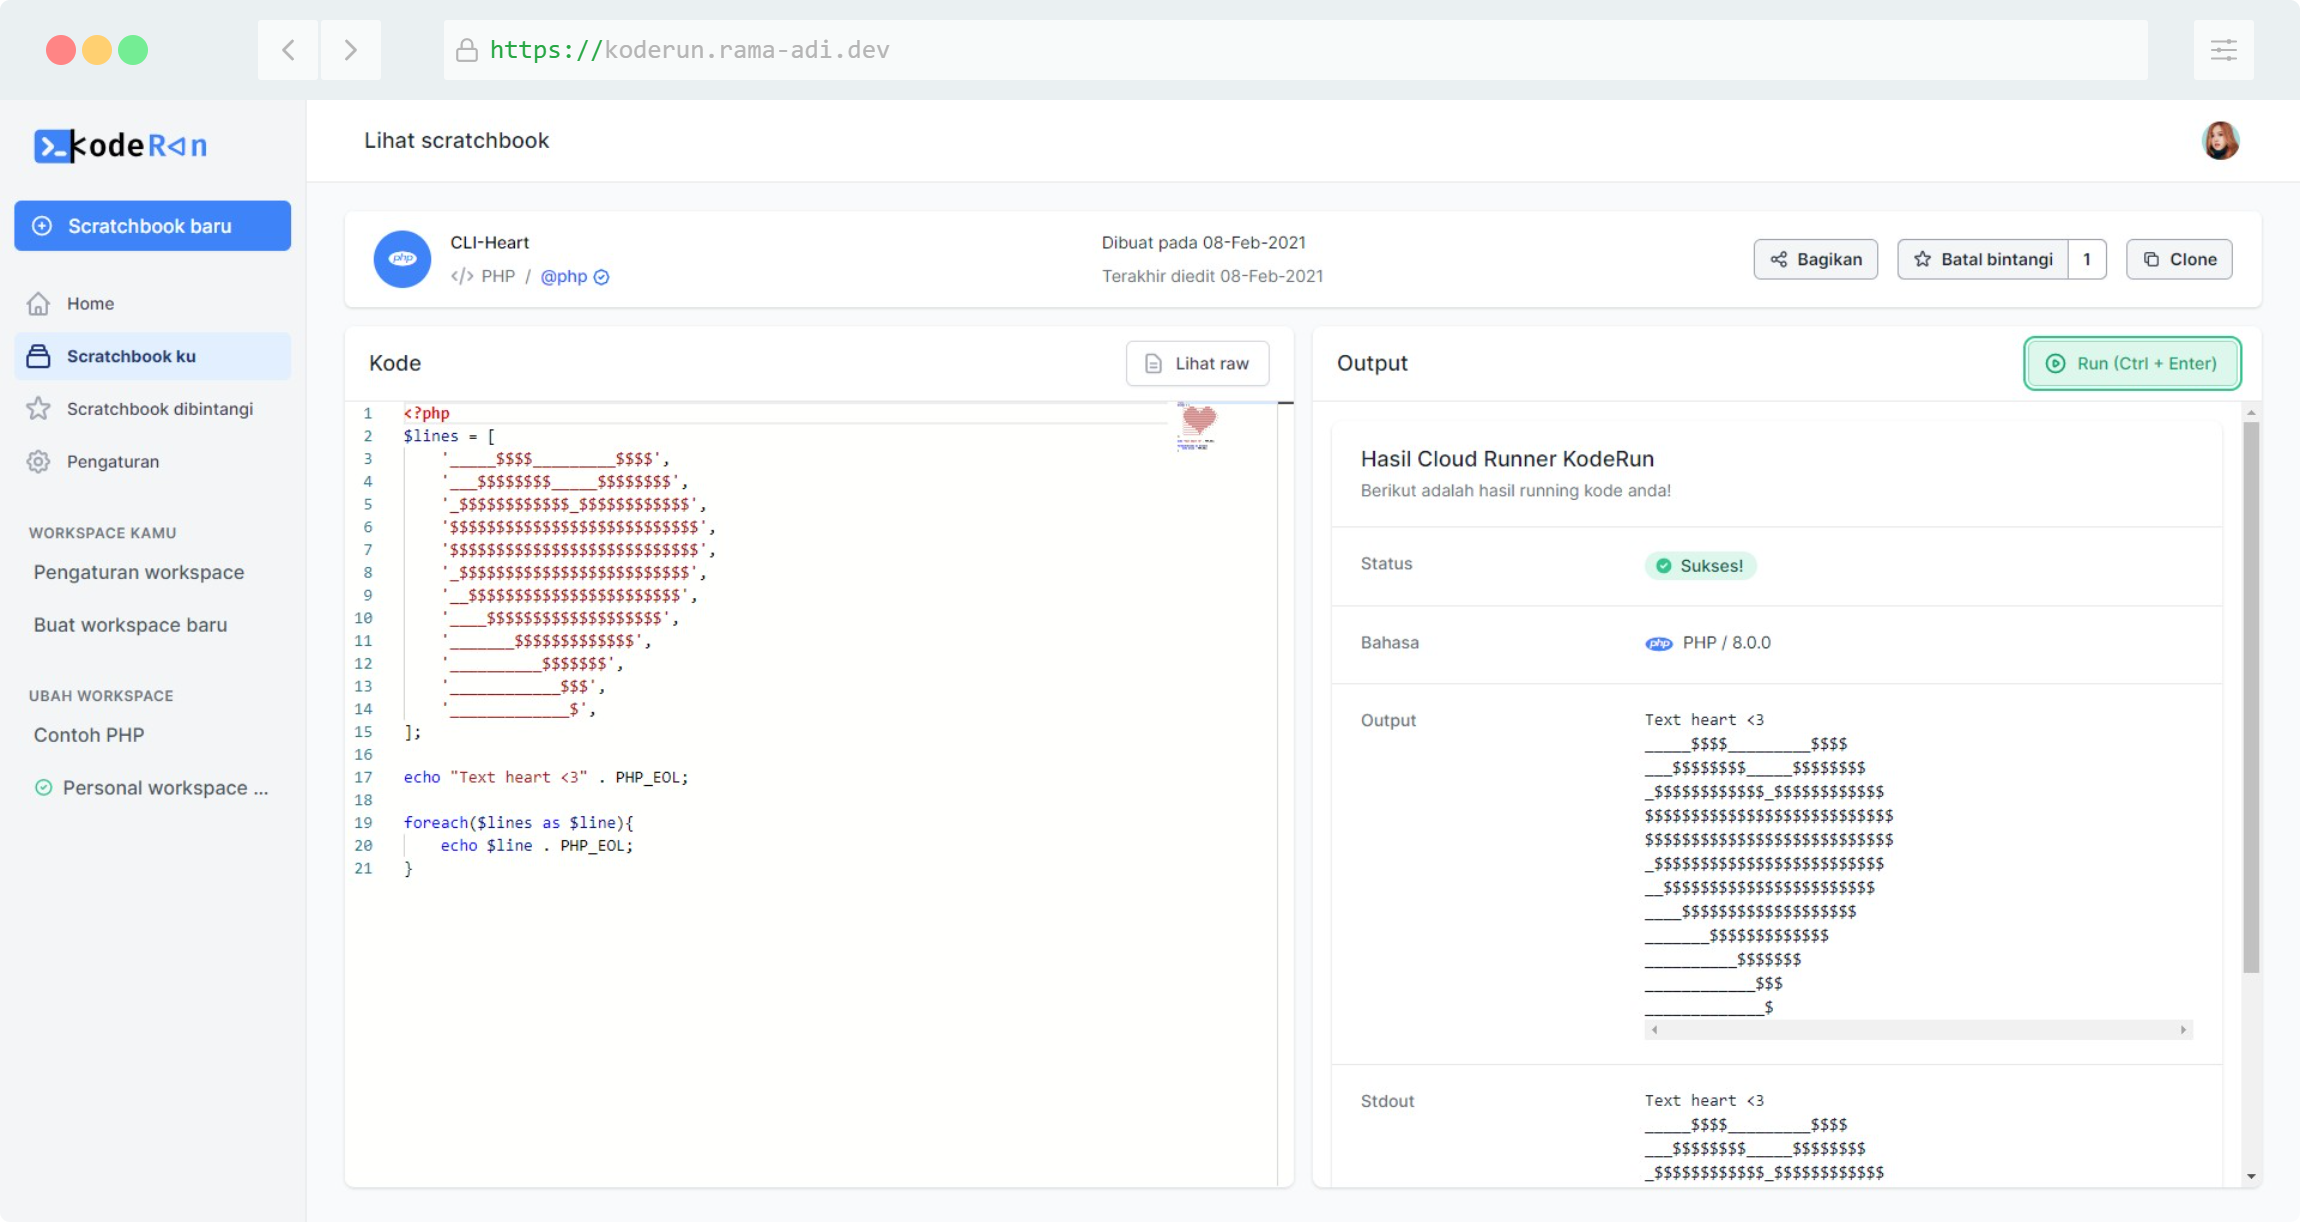 https://koderun.rama-adi.dev
kodeRun
Lihat scratchbook
Scratchbook baru
Home
Scratchbook ku
Scratchbook dibintangi
Pengaturan
WORKSPACE KAMU
Pengaturan workspace
Buat workspace baru
UBAH WORKSPACE
Contoh PHP
Personal workspace ...
php
CLI-Heart
</> PHP / @php
Dibuat pada 08-Feb-2021
Terakhir diedit 08-Feb-2021
Bagikan
Batal bintangi 1
Clone
Kode
Lihat raw
1 <?php
2 $lines = [
3 '_____$$$$_________$$$$',
4 '___$$$$$$$$_____$$$$$$$$',
5 '_$$$$$$$$$$$$_$$$$$$$$$$$$',
6 '$$$$$$$$$$$$$$$$$$$$$$$$$$$',
7 '$$$$$$$$$$$$$$$$$$$$$$$$$$$',
8 '_$$$$$$$$$$$$$$$$$$$$$$$$$',
9 '__$$$$$$$$$$$$$$$$$$$$$$$',
10 '____$$$$$$$$$$$$$$$$$$$',
11 '_______$$$$$$$$$$$$$',
12 '__________$$$$$$$',
13 '____________$$$',
14 '_____________$',
15 ];
16
17 echo "Text heart <3" . PHP_EOL;
18
19 foreach($lines as $line){
20 echo $line . PHP_EOL;
21 }
Output
Run (Ctrl + Enter)
Hasil Cloud Runner KodeRun
Berikut adalah hasil running kode anda!
Status
Sukses!
Bahasa
php PHP / 8.0.0
Output
Text heart <3
_____$$$$_________$$$$
___$$$$$$$$_____$$$$$$$$
_$$$$$$$$$$$$_$$$$$$$$$$$$
$$$$$$$$$$$$$$$$$$$$$$$$$$$
$$$$$$$$$$$$$$$$$$$$$$$$$$$
_$$$$$$$$$$$$$$$$$$$$$$$$$
__$$$$$$$$$$$$$$$$$$$$$$$
____$$$$$$$$$$$$$$$$$$$
_______$$$$$$$$$$$$$
__________$$$$$$$
____________$$$
_____________$
Stdout
Text heart <3
_____$$$$_________$$$$
___$$$$$$$$_____$$$$$$$$
_$$$$$$$$$$$$_$$$$$$$$$$$$